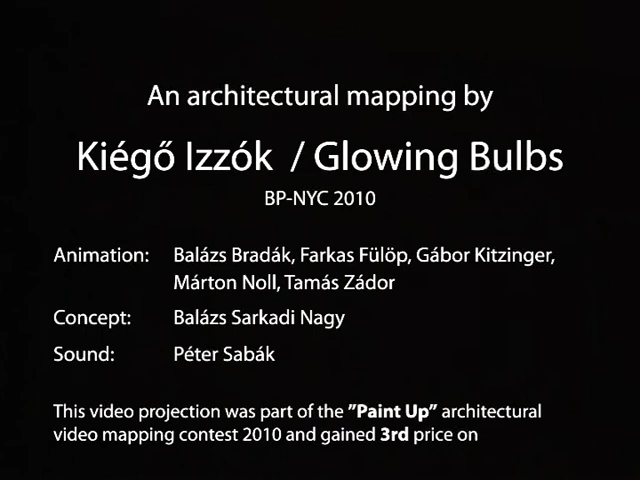 An architectural mapping by
Kiégő Izzók / Glowing Bulbs
BP-NYC 2010
Animation: Balázs Bradák, Farkas Fülöp, Gábor Kitzinger,
Márton Noll, Tamás Zádor
Concept: Balázs Sarkadi Nagy
Sound: Péter Sabák
This video projection was part of the ”Paint Up” architectural
video mapping contest 2010 and gained 3rd price on